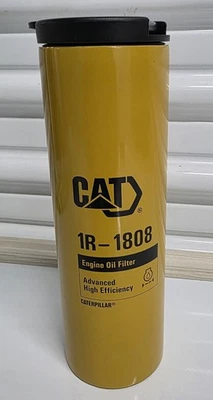 CAT®
1R-1808
Engine Oil Filter
Advanced
High Efficiency
CATERPILLAR®